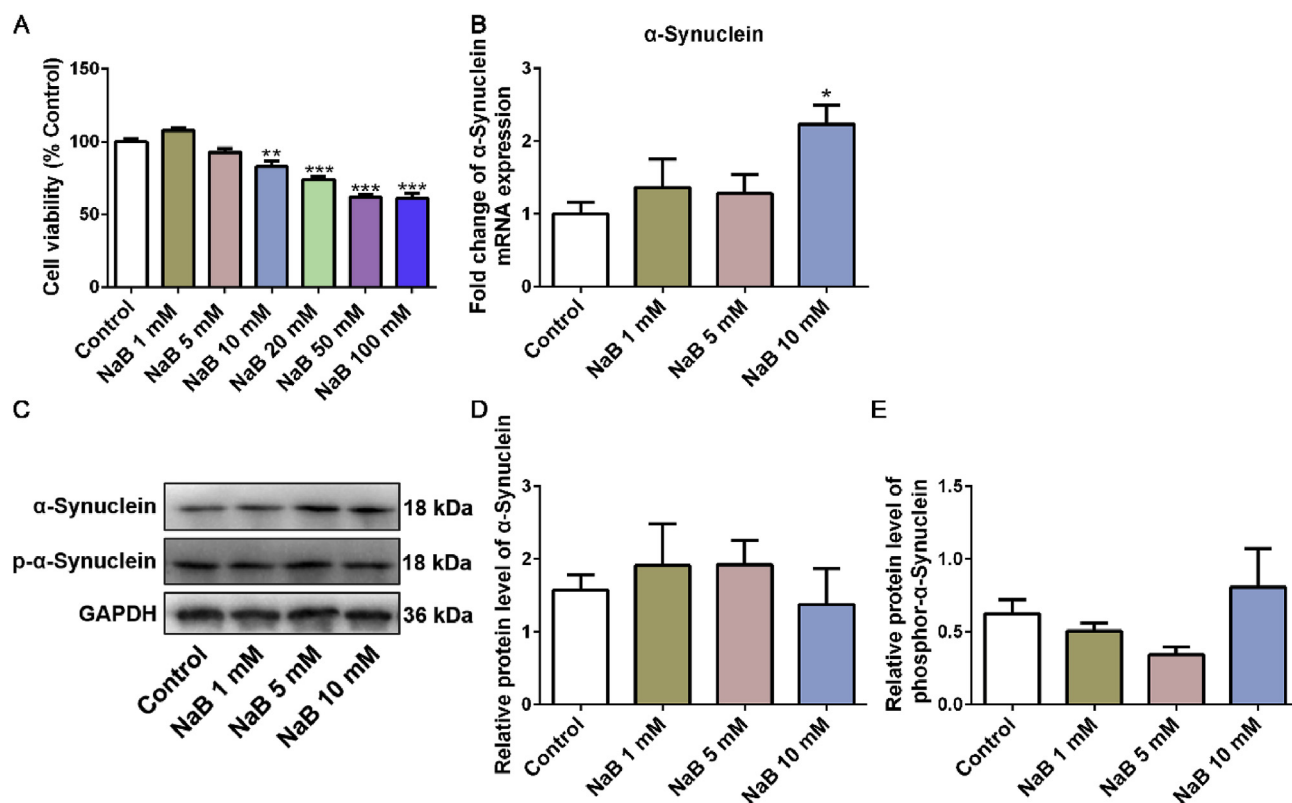 A
Cell viability (% Control)
150
100
50
0
**
***
***
***
Control
NaB 1 mM
NaB 5 mM
NaB 10 mM
NaB 20 mM
NaB 50 mM
NaB 100 mM
B
α-Synuclein
Fold change of α-Synuclein
mRNA expression
3
2
1
0
*
Control
NaB 1 mM
NaB 5 mM
NaB 10 mM
C
α-Synuclein
18 kDa
p-α-Synuclein
18 kDa
GAPDH
36 kDa
Control
NaB 1 mM
NaB 5 mM
NaB 10 mM
D
Relative protein level of α-Synuclein
3
2
1
0
Control
NaB 1 mM
NaB 5 mM
NaB 10 mM
E
Relative protein level of
phosphor-α-Synuclein
1.5
1.0
0.5
0.0
Control
NaB 1 mM
NaB 5 mM
NaB 10 mM